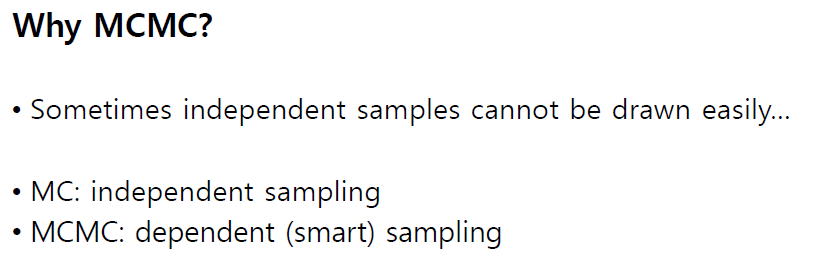 Why MCMC?
• Sometimes independent samples cannot be drawn easily...
• MC: independent sampling
• MCMC: dependent (smart) sampling